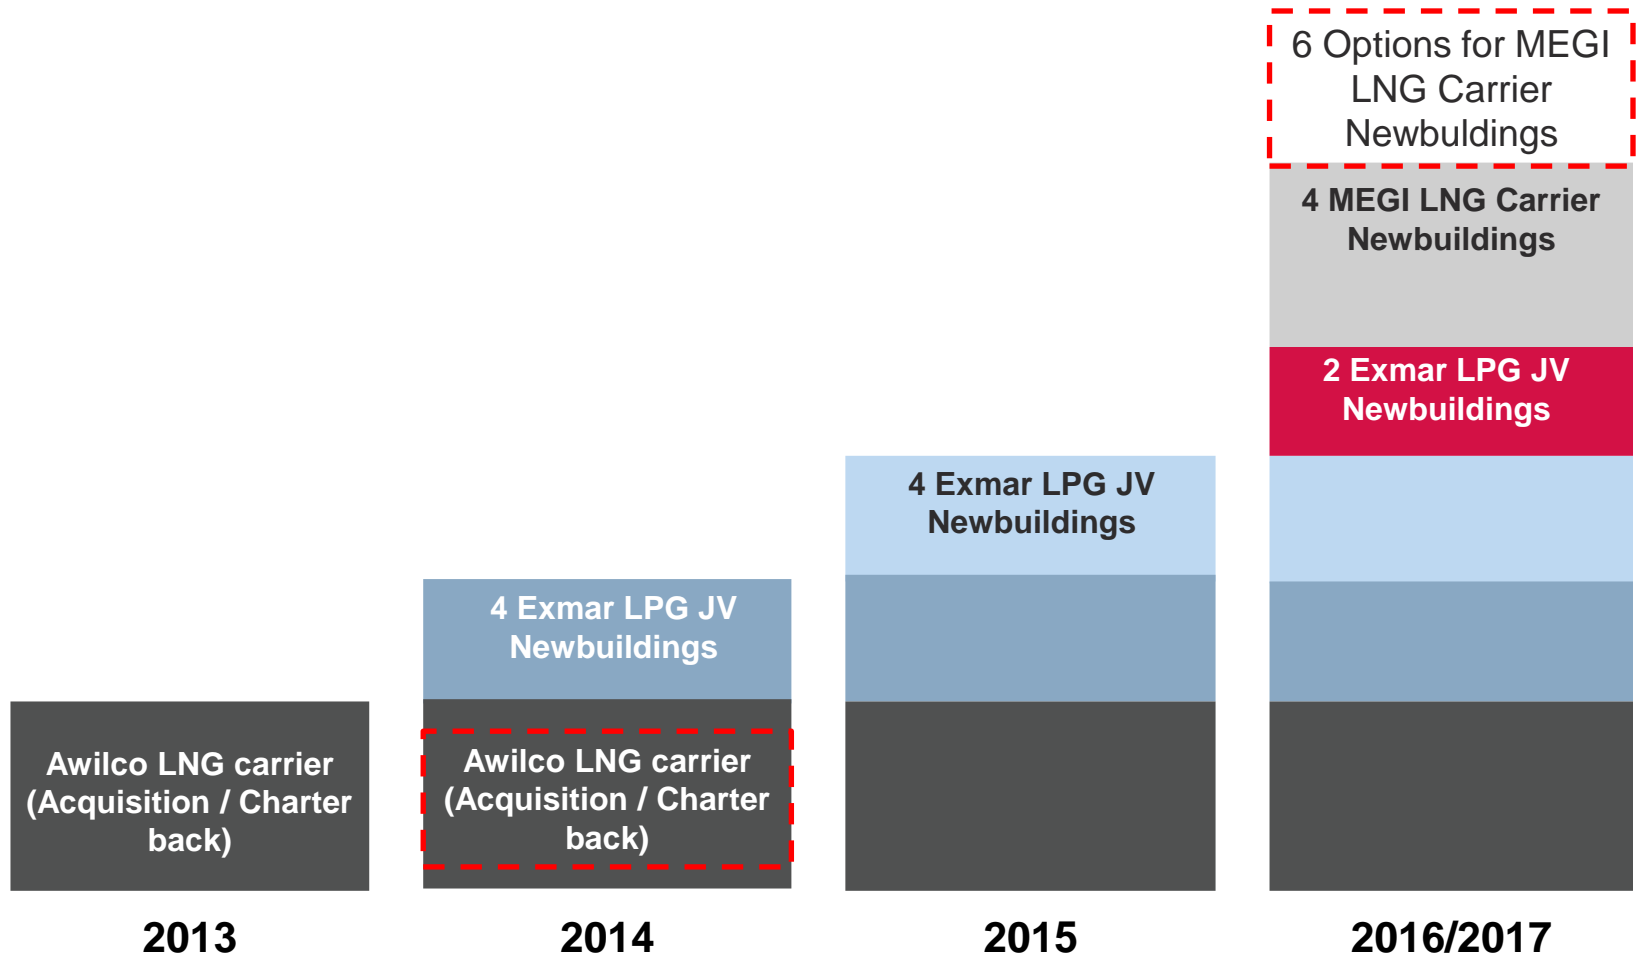 6 Options for MEGI
LNG Carrier
Newbuldings
4 MEGI LNG Carrier
Newbuildings
2 Exmar LPG JV
Newbuildings
4 Exmar LPG JV
Newbuildings
4 Exmar LPG JV
Newbuildings
Awilco LNG carrier
(Acquisition / Charter
back)
Awilco LNG carrier
(Acquisition / Charter
back)
2013
2014
2015
2016/2017